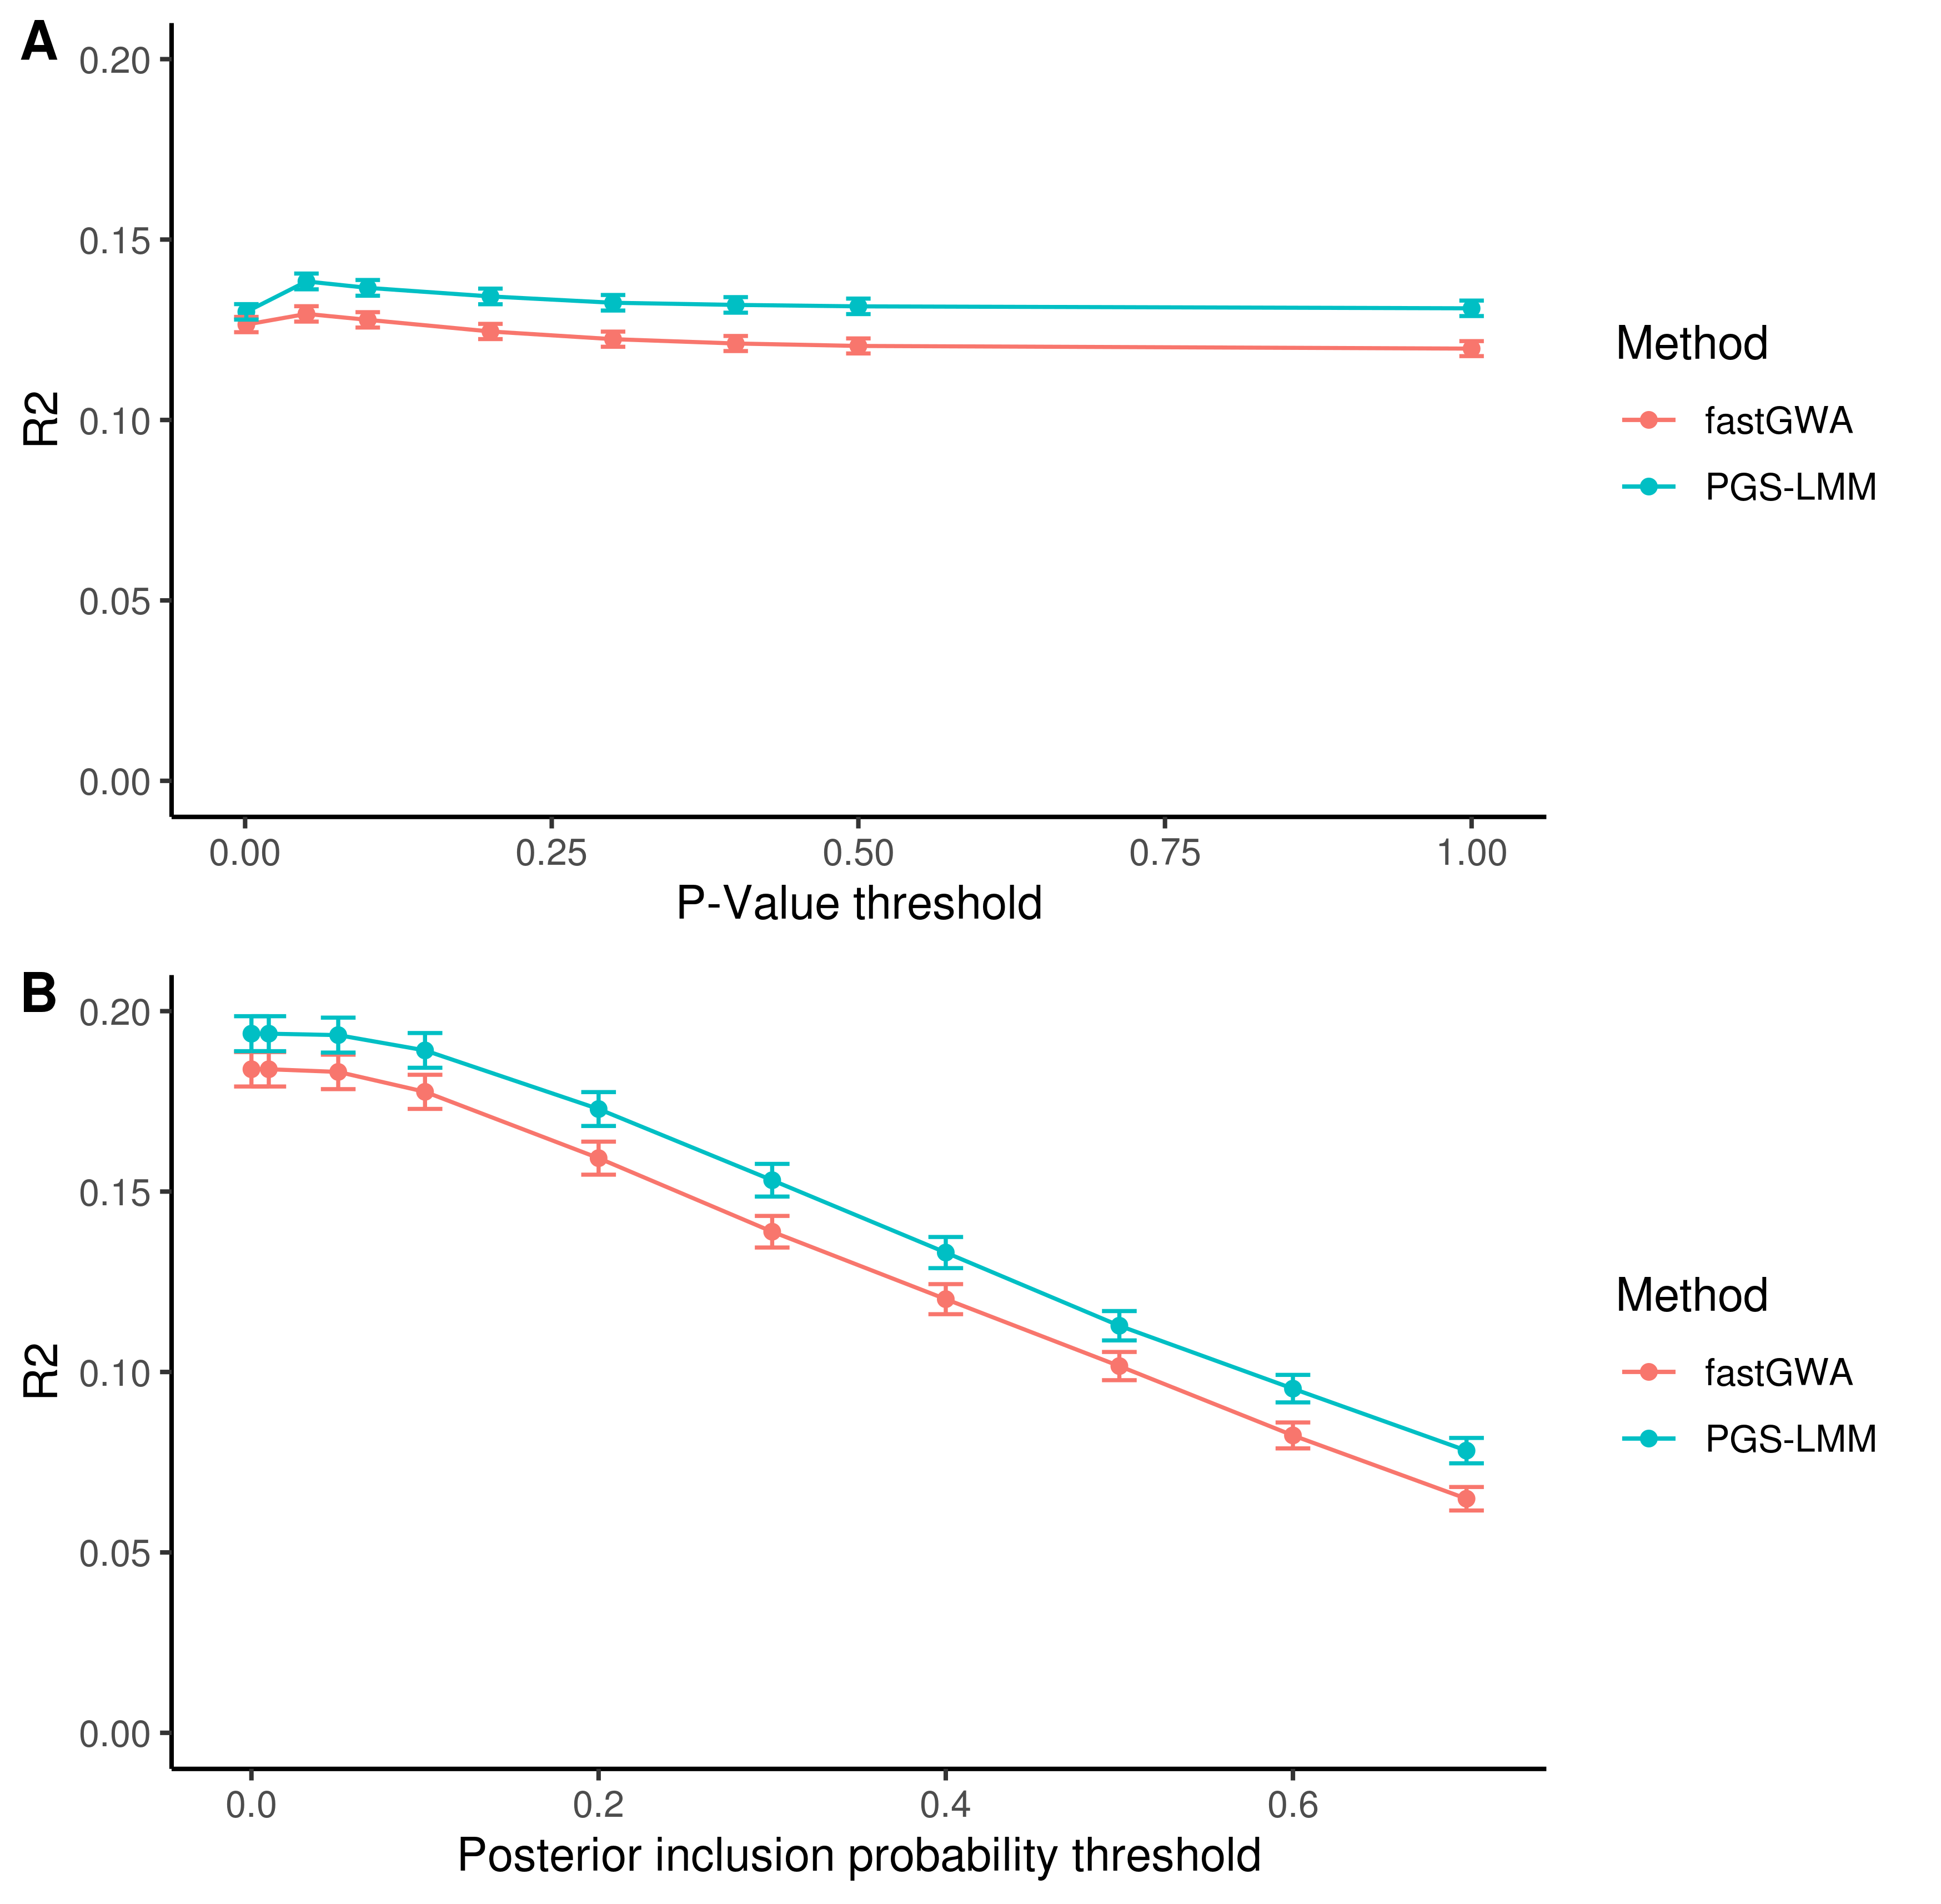 A
0.20
0.15
0.10
0.05
0.00
R2
0.00 0.25 0.50 0.75 1.00
P-Value threshold
Method
fastGWA
PGS-LMM
B
0.20
0.15
0.10
0.05
0.00
R2
0.0 0.2 0.4 0.6
Posterior inclusion probability threshold
Method
fastGWA
PGS-LMM